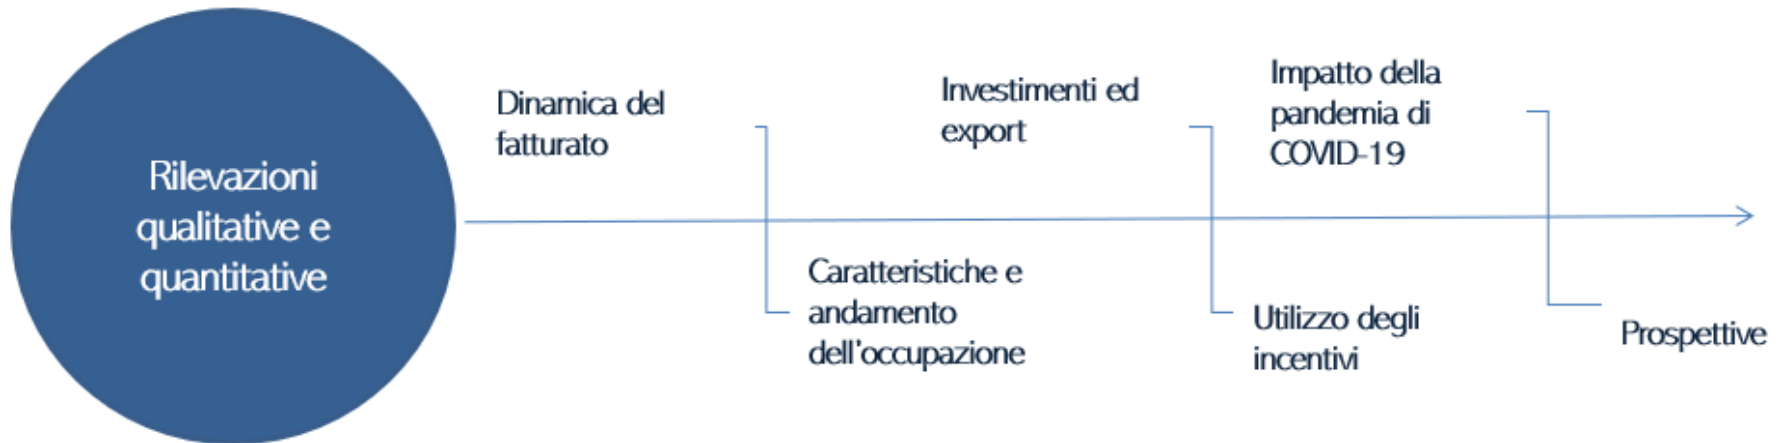 Rilevazioni
qualitative e
quantitative
Dinamica del
fatturato
Caratteristiche e
andamento
dell'occupazione
Investimenti ed
export
Utilizzo degli
incentivi
Impatto della
pandemia di
COVID-19
Prospettive